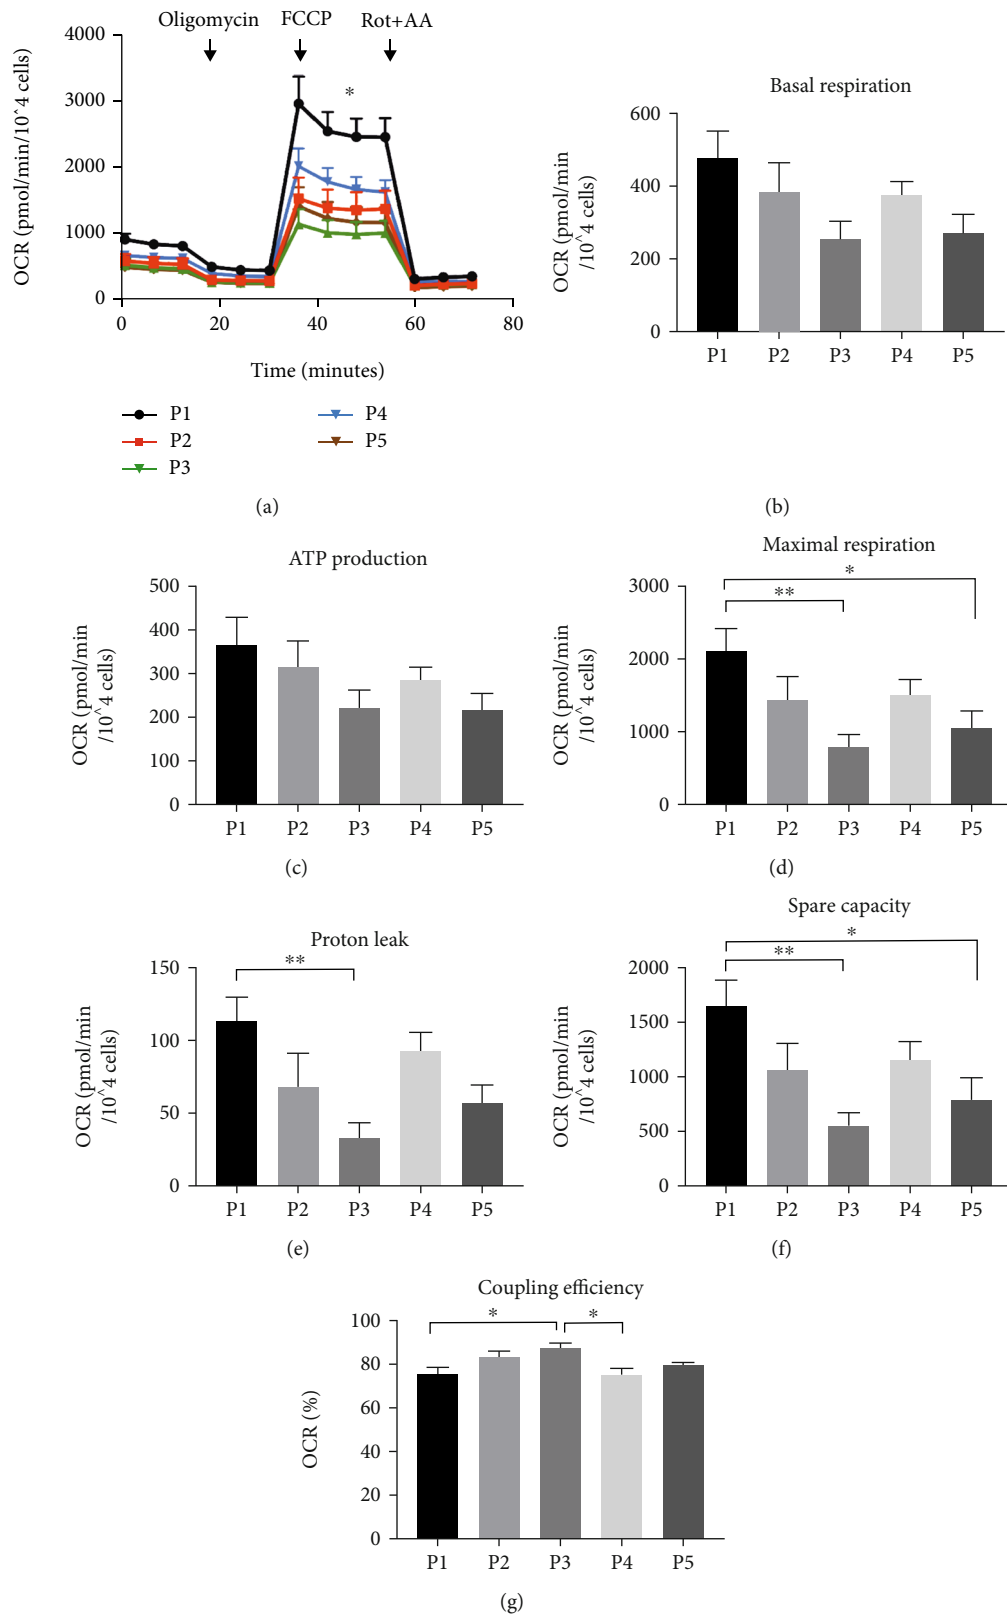 Oligomycin FCCP Rot+AA
OCR (pmol/min/10^4 cells)
4000
3000
2000
1000
0
*
0 20 40 60 80
Time (minutes)
P1 P4
P2 P5
P3
(a)
Basal respiration
OCR (pmol/min
/10^4 cells)
600
400
200
0
P1 P2 P3 P4 P5
(b)
ATP production
OCR (pmol/min
/10^4 cells)
500
400
300
200
100
0
P1 P2 P3 P4 P5
(c)
Maximal respiration
OCR (pmol/min
/10^4 cells)
3000
2000
1000
0
*
**
P1 P2 P3 P4 P5
(d)
Proton leak
OCR (pmol/min
/10^4 cells)
150
100
50
0
**
P1 P2 P3 P4 P5
(e)
Spare capacity
OCR (pmol/min
/10^4 cells)
2000
1500
1000
500
0
*
**
P1 P2 P3 P4 P5
(f)
Coupling efficiency
OCR (%)
100
80
60
40
20
0
* *
P1 P2 P3 P4 P5
(g)